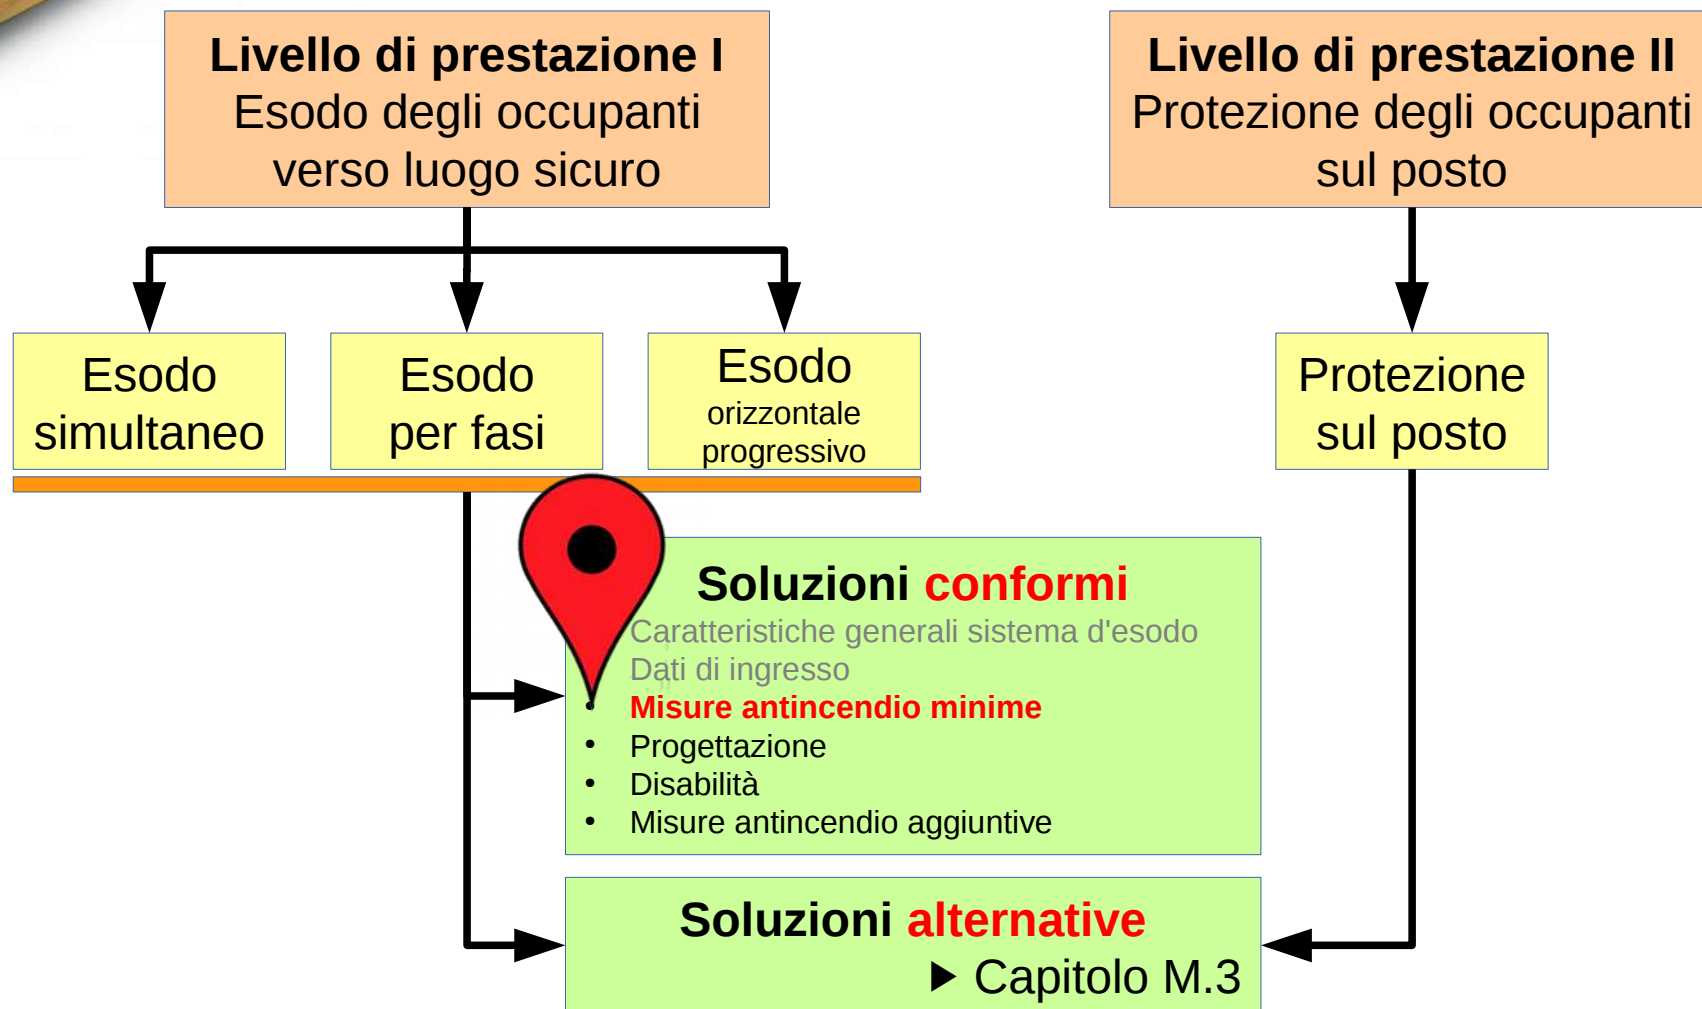 Livello di prestazione I
Esodo degli occupanti
verso luogo sicuro
Livello di prestazione II
Protezione degli occupanti
sul posto
Esodo
simultaneo
Esodo
per fasi
Esodo
orizzontale
progressivo
Protezione
sul posto
Soluzioni conformi
Caratteristiche generali sistema d'esodo
Dati di ingresso
• Misure antincendio minime
• Progettazione
• Disabilità
• Misure antincendio aggiuntive
Soluzioni alternative
▶ Capitolo M.3